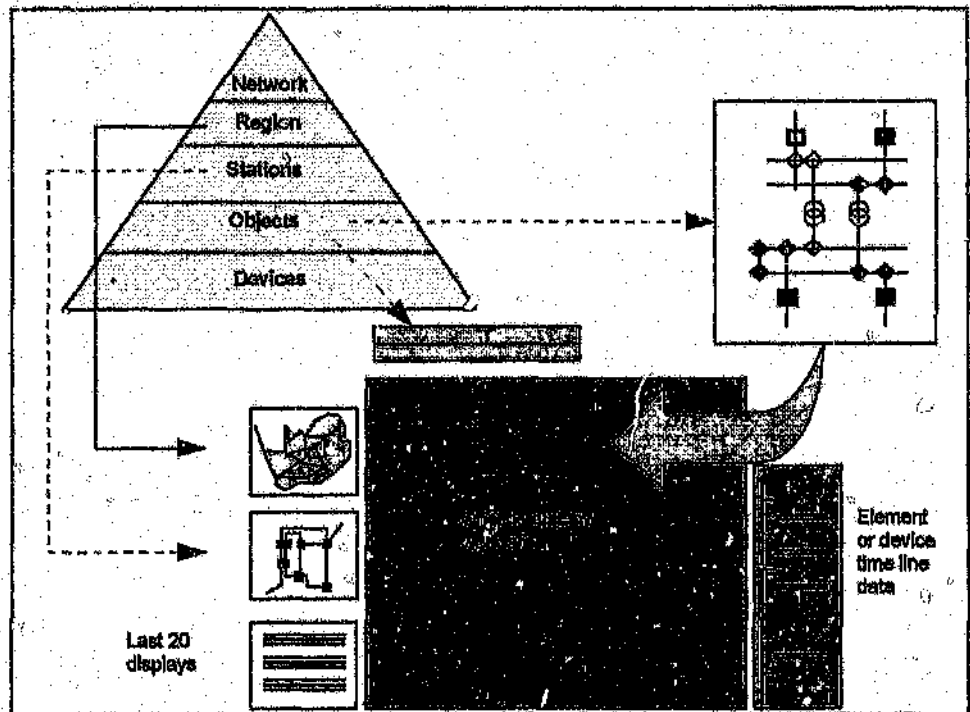 Network
Region
Stations
Objects
Devices
Element
or device
time line
data
Last 20
displays